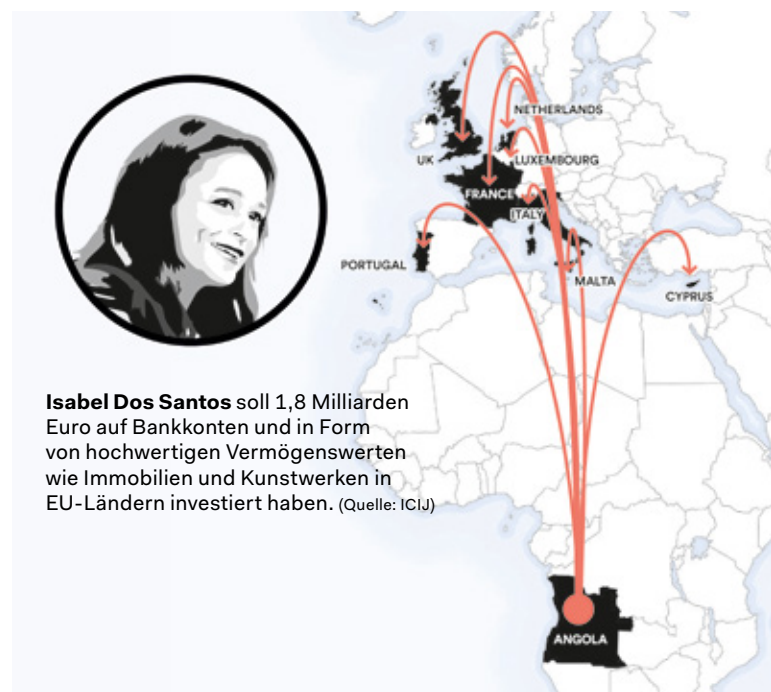 NETHERLANDS
UK
LUXEMBOURG
FRANCE
ITALY
PORTUGAL
MALTA
CYPRUS
Isabel Dos Santos soll 1,8 Milliarden
Euro auf Bankkonten und in Form
von hochwertigen Vermögenswerten
wie Immobilien und Kunstwerken in
EU-Ländern investiert haben. (Quelle: ICIJ)
ANGOLA